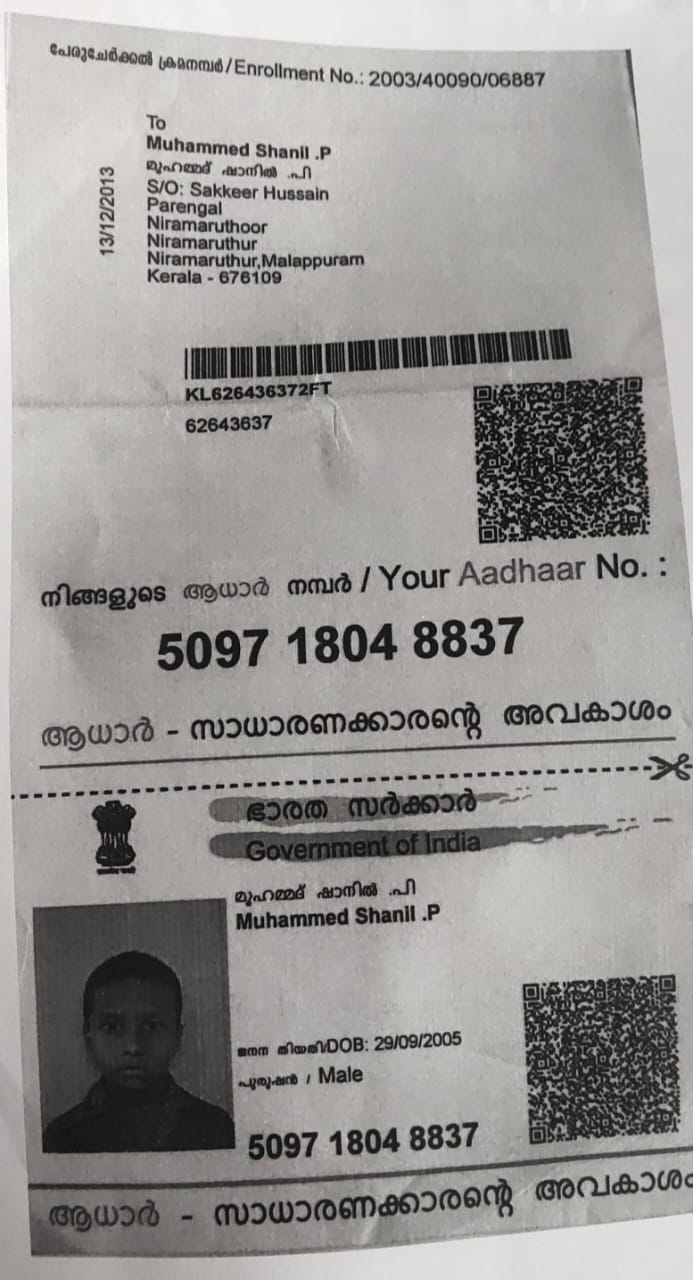 പേരുചേർക്കൽ ക്രമനമ്പർ / Enrollment No.: 2003/40090/06887
To
Muhammed Shanil .P
മുഹമ്മദ് ഷാനിൽ .പി
S/O: Sakkeer Hussain
Parengal
Niramaruthoor
Niramaruthur
Niramaruthur,Malappuram
Kerala - 676109
13/12/2013
KL626436372FT
62643637
നിങ്ങളുടെ ആധാർ നമ്പർ / Your Aadhaar No. :
5097 1804 8837
ആധാർ - സാധാരണക്കാരന്റെ അവകാശം
ഭാരത സർക്കാർ
Government of India
മുഹമ്മദ് ഷാനിൽ .പി
Muhammed Shanil .P
ജനന തിയതി/DOB: 29/09/2005
പുരുഷൻ / Male
5097 1804 8837
ആധാർ - സാധാരണക്കാരന്റെ അവകാശം